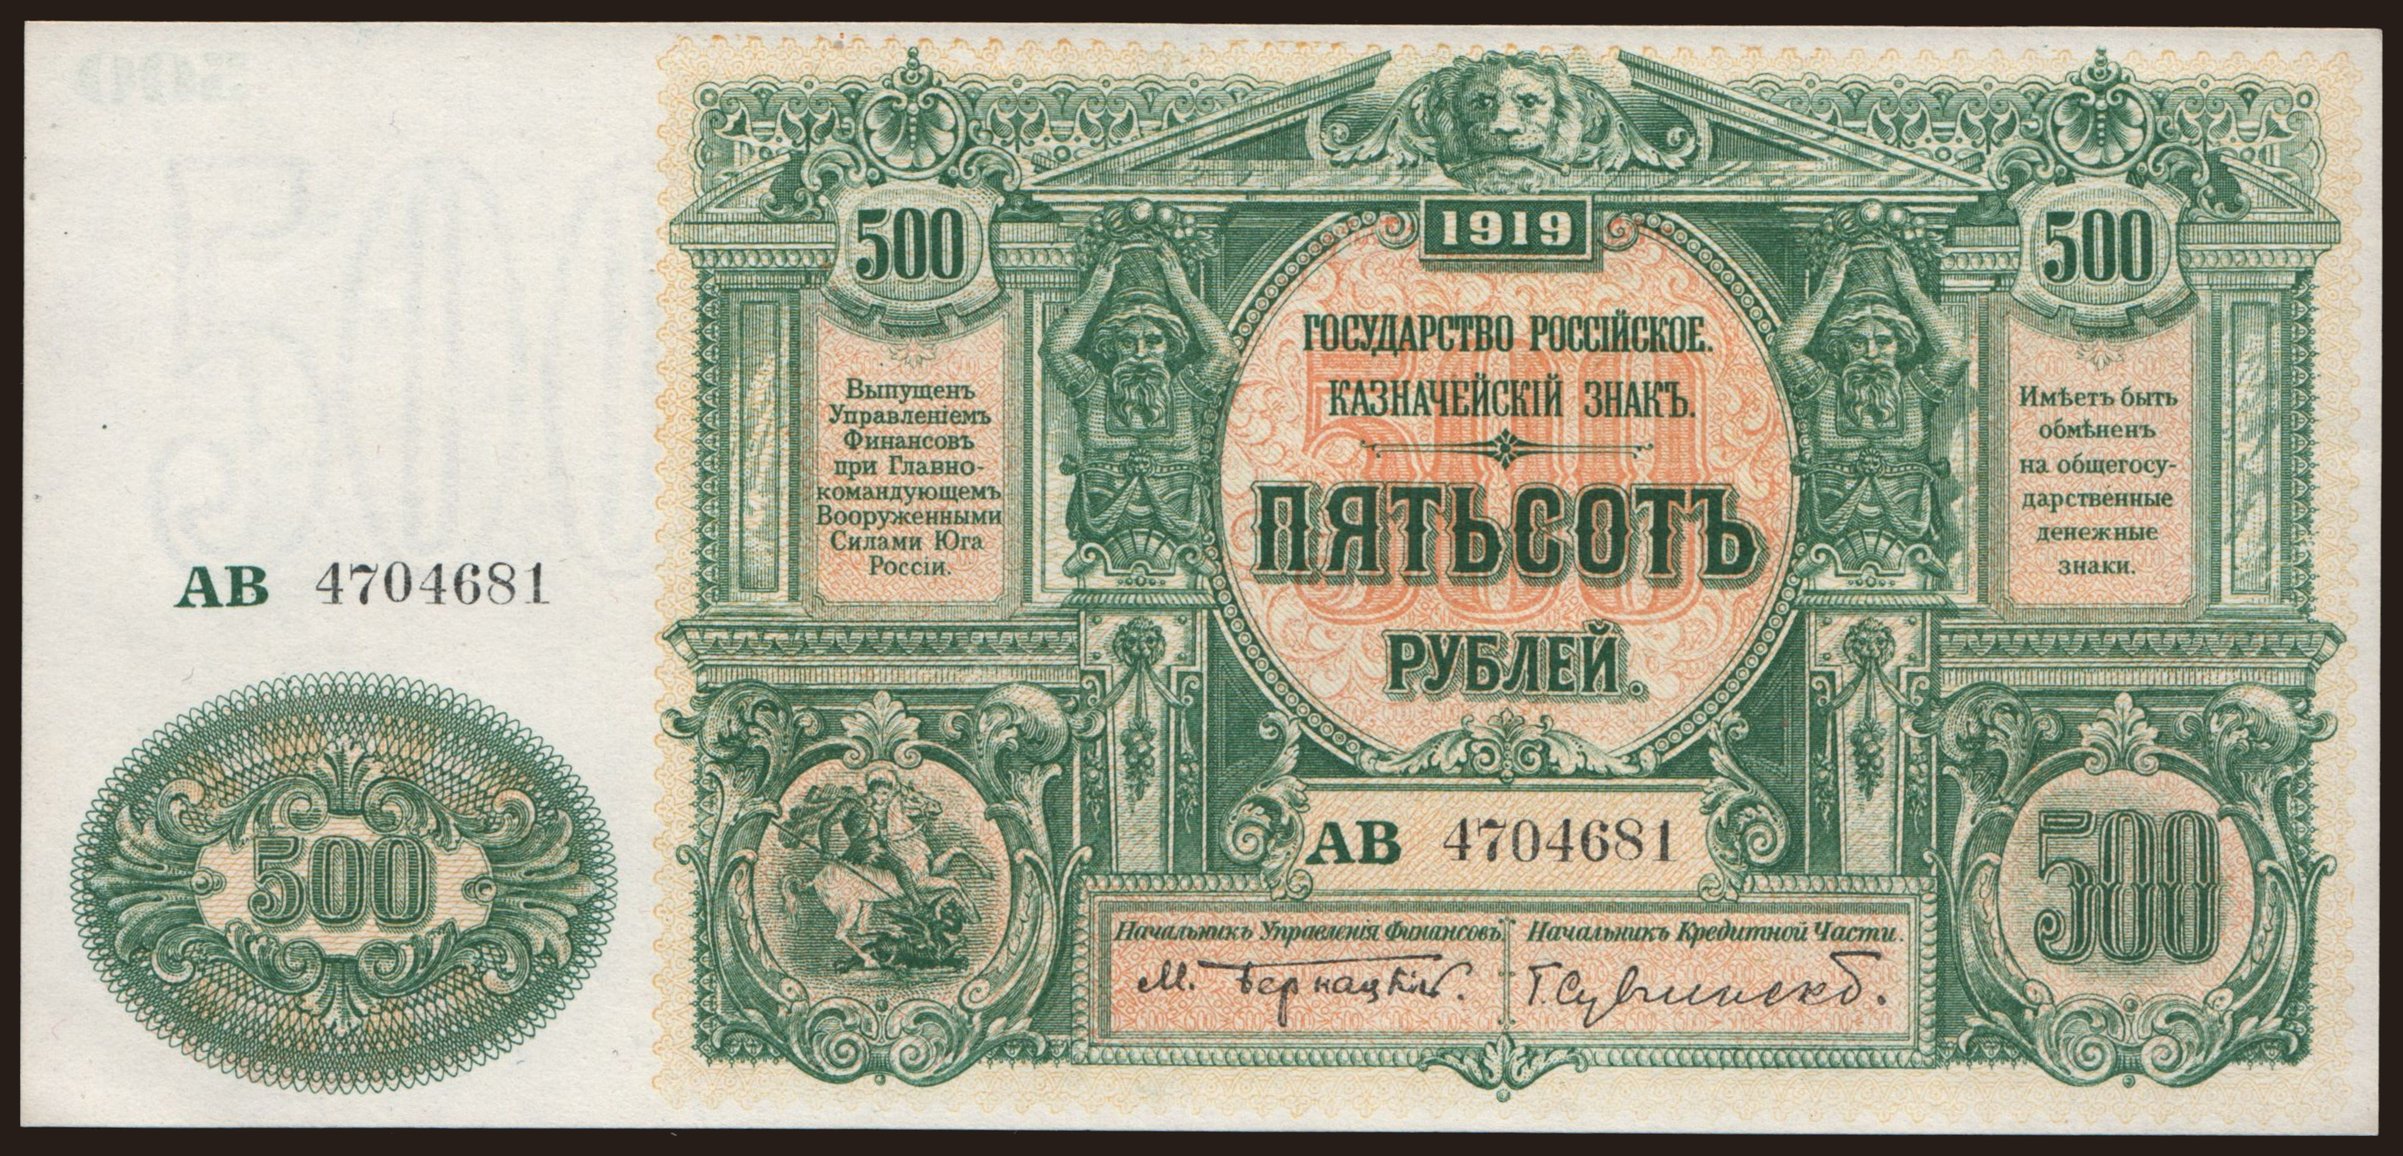 500
500
1919
ГОСУДАРСТВО РОССІЙСКОЕ.
КАЗНАЧЕЙСКІЙ ЗНАКЪ.
500
ПЯТЬСОТЪ
РУБЛЕЙ.
Выпущенъ
Управленіемъ
Финансовъ
при Главно-
командующемъ
Вооруженными
Силами Юга
Россіи.
Имѣетъ быть
обмѣненъ
на общегосу-
дарственные
денежные
знаки.
АВ 4704681
500
АВ 4704681
Начальникъ Управленія Финансовъ
М. Бернацкій.
Начальникъ Кредитной Части.
500